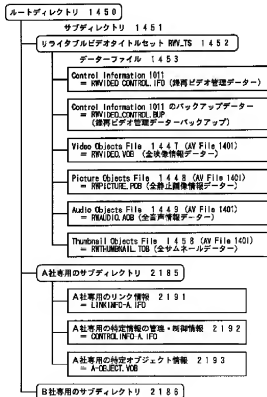 ルートディレクトリ 1450
サブディレクトリ 1451
リライタブルビデオタイトルセット RWV_TS 1452
データーファイル 1453
Control Information 1011
= RWVIDEO_CONTROL.IFO (録再ビデオ管理データー)
Control Information 1011 のバックアップデーター
= RWVIDEO_CONTROL.BUP
(録再ビデオ管理データーバックアップ)
Video Objects File 1447 (AV File 1401)
= RWVIDEO.VOB (全映像情報データー)
Picture Objects File 1448 (AV File 1401)
= RWPICTURE.POB (全静止画像情報データー)
Audio Objects File 1449 (AV File 1401)
= RWAUDIO.AOB (全音声情報データー)
Thumbnail Objects File 1458 (AV File 1401)
= RWTHUMBNAIL.TOB (全サムネールデーター)
A社専用のサブディレクトリ 2185
A社専用のリンク情報 2191
= LINKINFO-A.IFO
A社専用の特定情報の管理・制御情報 2192
= CONTROLINFO-A.IFO
A社専用の特定オブジェクト情報 2193
= A-OBJECT.VOB
B社専用のサブディレクトリ 2186